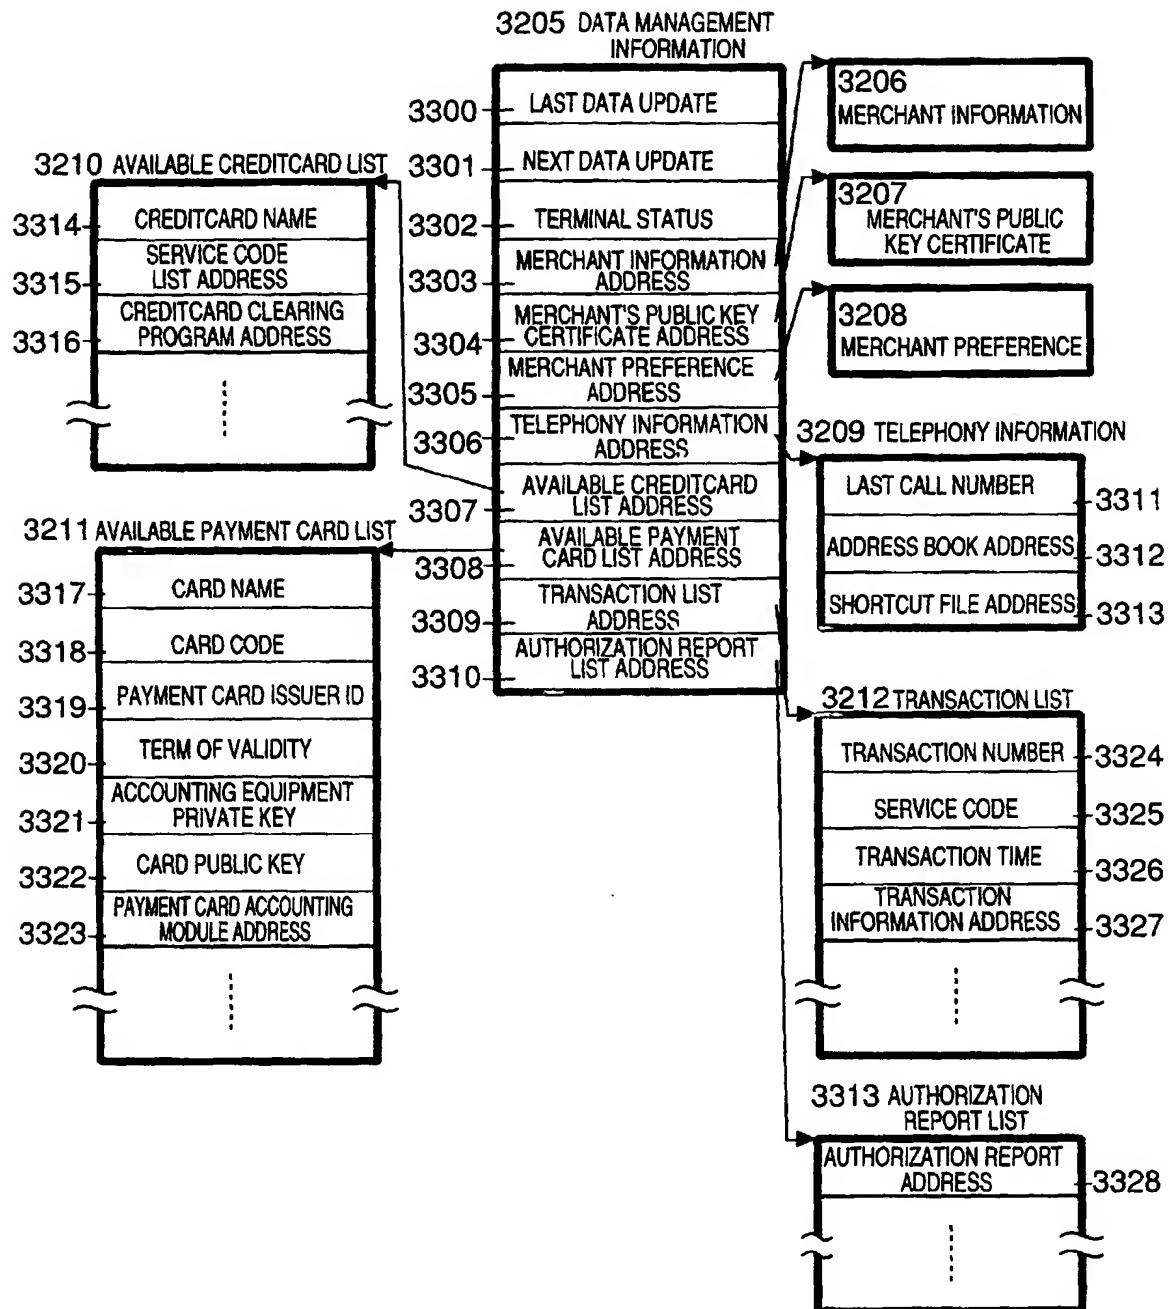 3205 DATA MANAGEMENT
INFORMATION
3300 LAST DATA UPDATE
3301 NEXT DATA UPDATE
3302 TERMINAL STATUS
MERCHANT INFORMATION
3303 ADDRESS
MERCHANT'S PUBLIC KEY
3304 CERTIFICATE ADDRESS
MERCHANT PREFERENCE
3305 ADDRESS
3306 TELEPHONY INFORMATION
ADDRESS
AVAILABLE CREDITCARD
3307 LIST ADDRESS
AVAILABLE PAYMENT
3308 CARD LIST ADDRESS
TRANSACTION LIST
3309 ADDRESS
AUTHORIZATION REPORT
3310 LIST ADDRESS
3206
MERCHANT INFORMATION
3207
MERCHANT'S PUBLIC
KEY CERTIFICATE
3208
MERCHANT PREFERENCE
3209 TELEPHONY INFORMATION
LAST CALL NUMBER 3311
ADDRESS BOOK ADDRESS 3312
SHORTCUT FILE ADDRESS 3313
3210 AVAILABLE CREDITCARD LIST
3314 CREDITCARD NAME
SERVICE CODE
3315 LIST ADDRESS
CREDITCARD CLEARING
3316 PROGRAM ADDRESS
3211 AVAILABLE PAYMENT CARD LIST
3317 CARD NAME
3318 CARD CODE
3319 PAYMENT CARD ISSUER ID
3320 TERM OF VALIDITY
ACCOUNTING EQUIPMENT
3321 PRIVATE KEY
3322 CARD PUBLIC KEY
PAYMENT CARD ACCOUNTING
3323 MODULE ADDRESS
3212 TRANSACTION LIST
TRANSACTION NUMBER 3324
SERVICE CODE 3325
TRANSACTION TIME 3326
TRANSACTION
INFORMATION ADDRESS 3327
3313 AUTHORIZATION
REPORT LIST
AUTHORIZATION REPORT
ADDRESS 3328